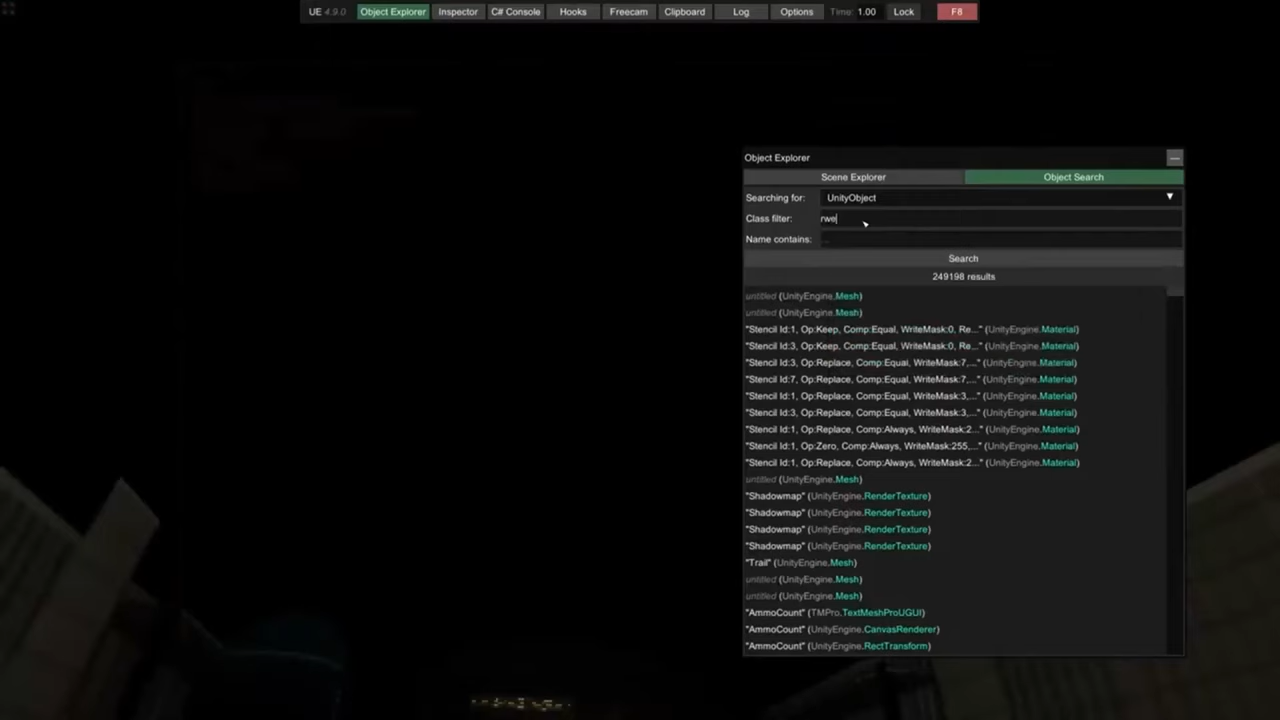 UE 4.9.0 Object Explorer Inspector C# Console Hooks Freecam Clipboard Log Options Time: 1.00 Lock F8
Object Explorer —
Scene Explorer Object Search
Searching for: UnityObject ▼
Class filter: rwe
Name contains: ...
Search
249198 results
untitled (UnityEngine.Mesh)
untitled (UnityEngine.Mesh)
"Stencil Id:1, Op:Keep, Comp:Equal, WriteMask:0, Re..." (UnityEngine.Material)
"Stencil Id:3, Op:Keep, Comp:Equal, WriteMask:0, Re..." (UnityEngine.Material)
"Stencil Id:3, Op:Replace, Comp:Equal, WriteMask:7,..." (UnityEngine.Material)
"Stencil Id:7, Op:Replace, Comp:Equal, WriteMask:7,..." (UnityEngine.Material)
"Stencil Id:1, Op:Replace, Comp:Equal, WriteMask:3,..." (UnityEngine.Material)
"Stencil Id:3, Op:Replace, Comp:Equal, WriteMask:3,..." (UnityEngine.Material)
"Stencil Id:1, Op:Replace, Comp:Always, WriteMask:2..." (UnityEngine.Material)
"Stencil Id:1, Op:Zero, Comp:Always, WriteMask:255,..." (UnityEngine.Material)
"Stencil Id:1, Op:Replace, Comp:Always, WriteMask:2..." (UnityEngine.Material)
untitled (UnityEngine.Mesh)
"Shadowmap" (UnityEngine.RenderTexture)
"Shadowmap" (UnityEngine.RenderTexture)
"Shadowmap" (UnityEngine.RenderTexture)
"Shadowmap" (UnityEngine.RenderTexture)
"Trail" (UnityEngine.Mesh)
untitled (UnityEngine.Mesh)
untitled (UnityEngine.Mesh)
"AmmoCount" (TMPro.TextMeshProUGUI)
"AmmoCount" (UnityEngine.CanvasRenderer)
"AmmoCount" (UnityEngine.RectTransform)